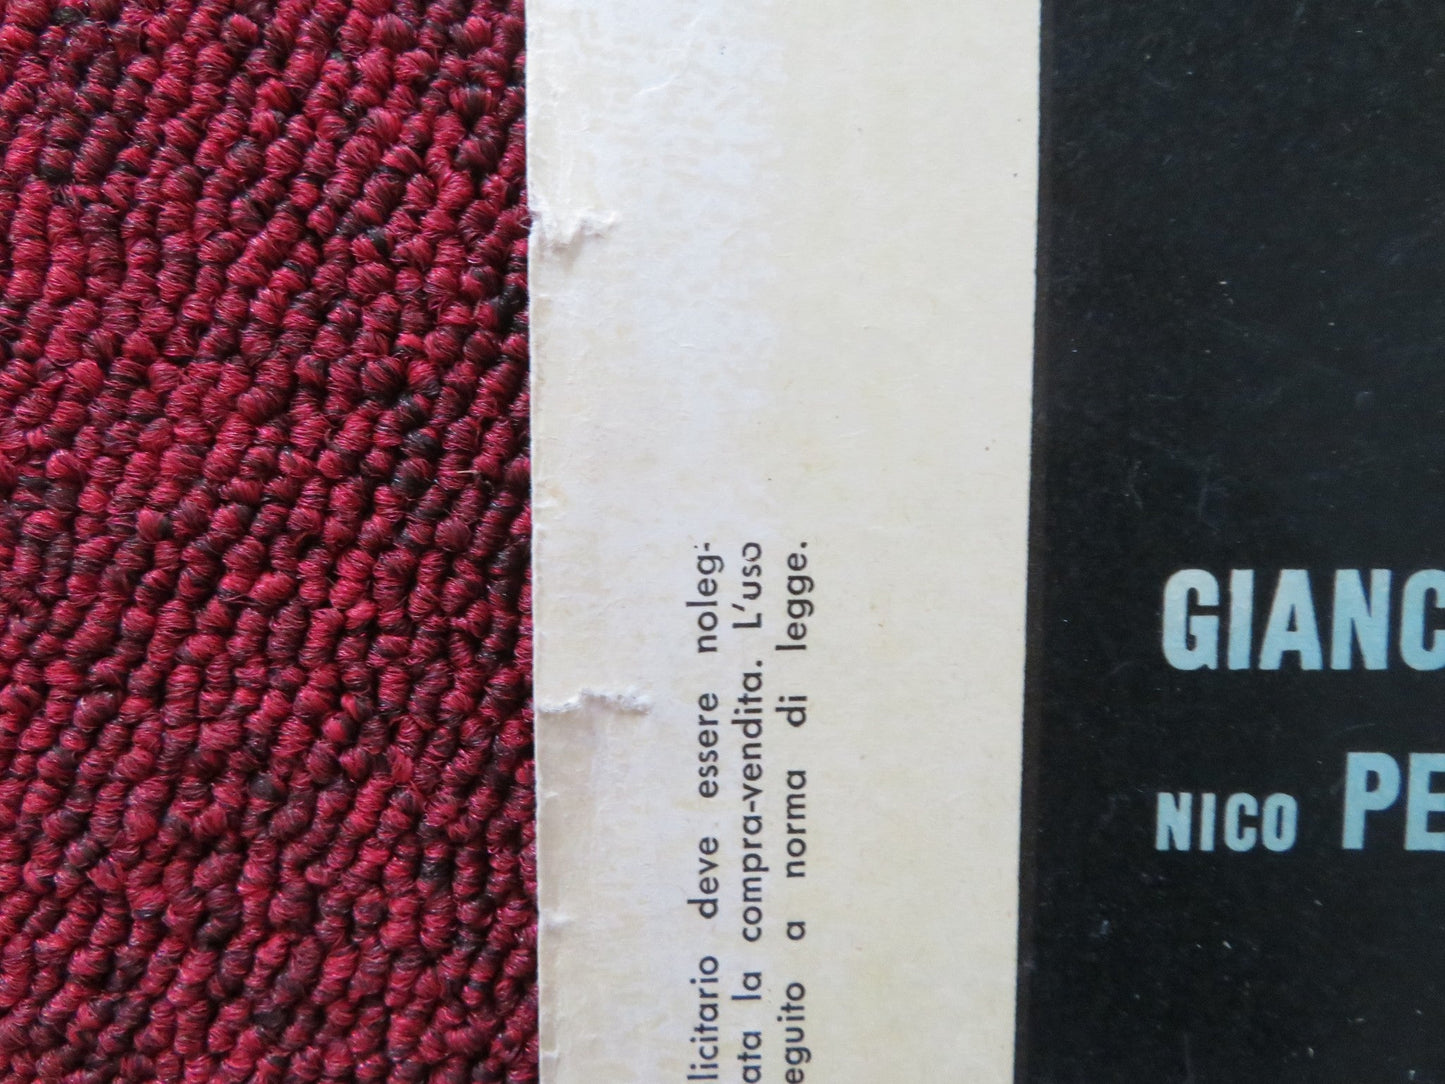 licitario deve essere noleg-
ata la compra-vendita. L'uso
eguito a norma di legge.
GIANC
NICO PE